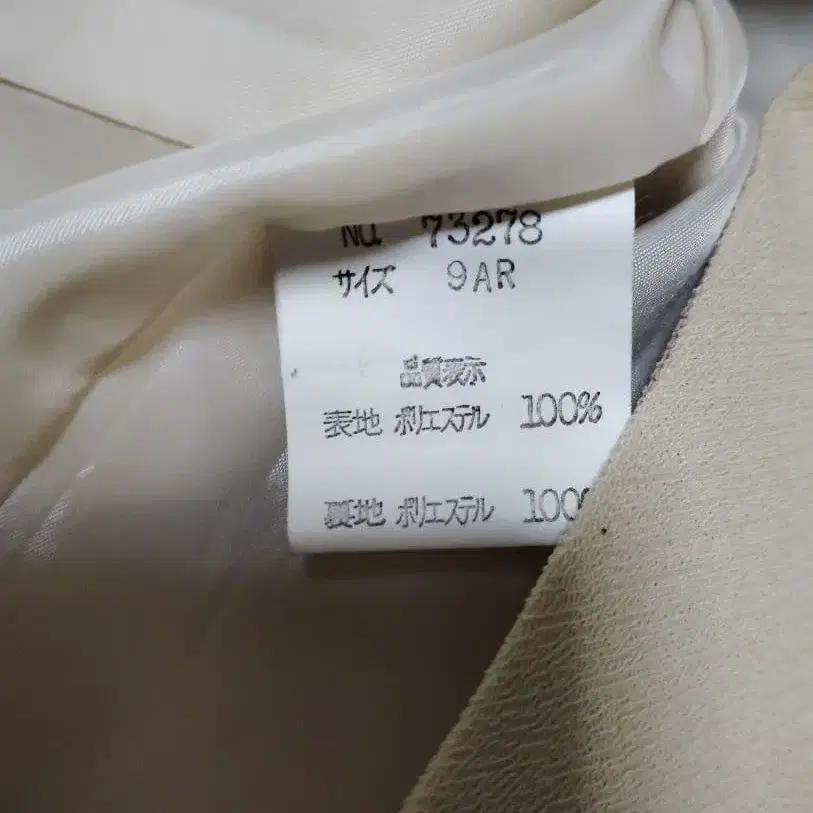 NO. 73278
サイズ 9AR
品質表示
表地 ポリエステル 100%
裏地 ポリエステル 100